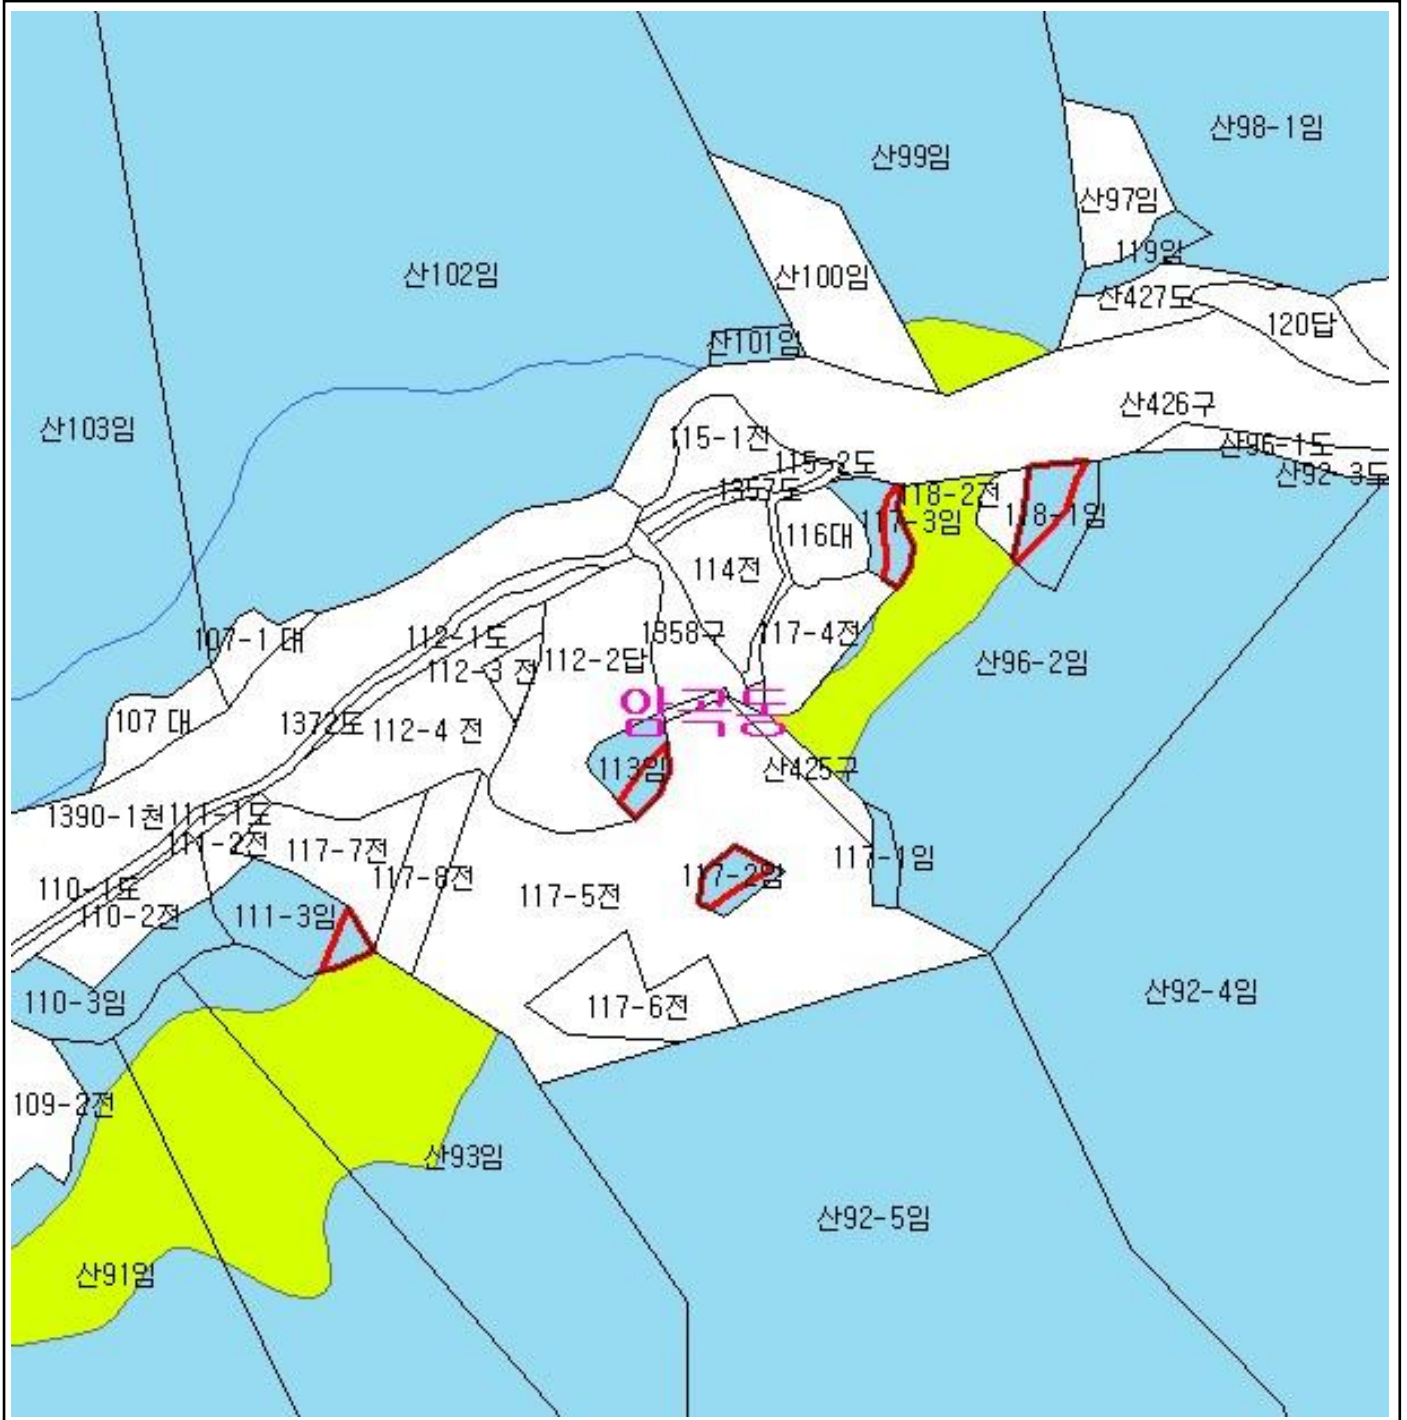 산98-1임
산99임
산97임
119임
산102임
산100임
산427도
120답
산101임
산426구
산103임
115-1전
산96-1도
115-2도
산92-3도
1357도
118-2전
117-3임
118-1임
116대
114전
107-1 대
112-1도
1358구
117-4전
112-3 전
112-2답
산96-2임
암곡동
107 대
1372도
112-4 전
113임
산425구
1390-1천
111-1도
111-2전
117-7전
117-8전
117-2임
117-1임
110-1도
117-5전
110-2전
111-3임
110-3임
117-6전
산92-4임
109-2전
산93임
산92-5임
산91임